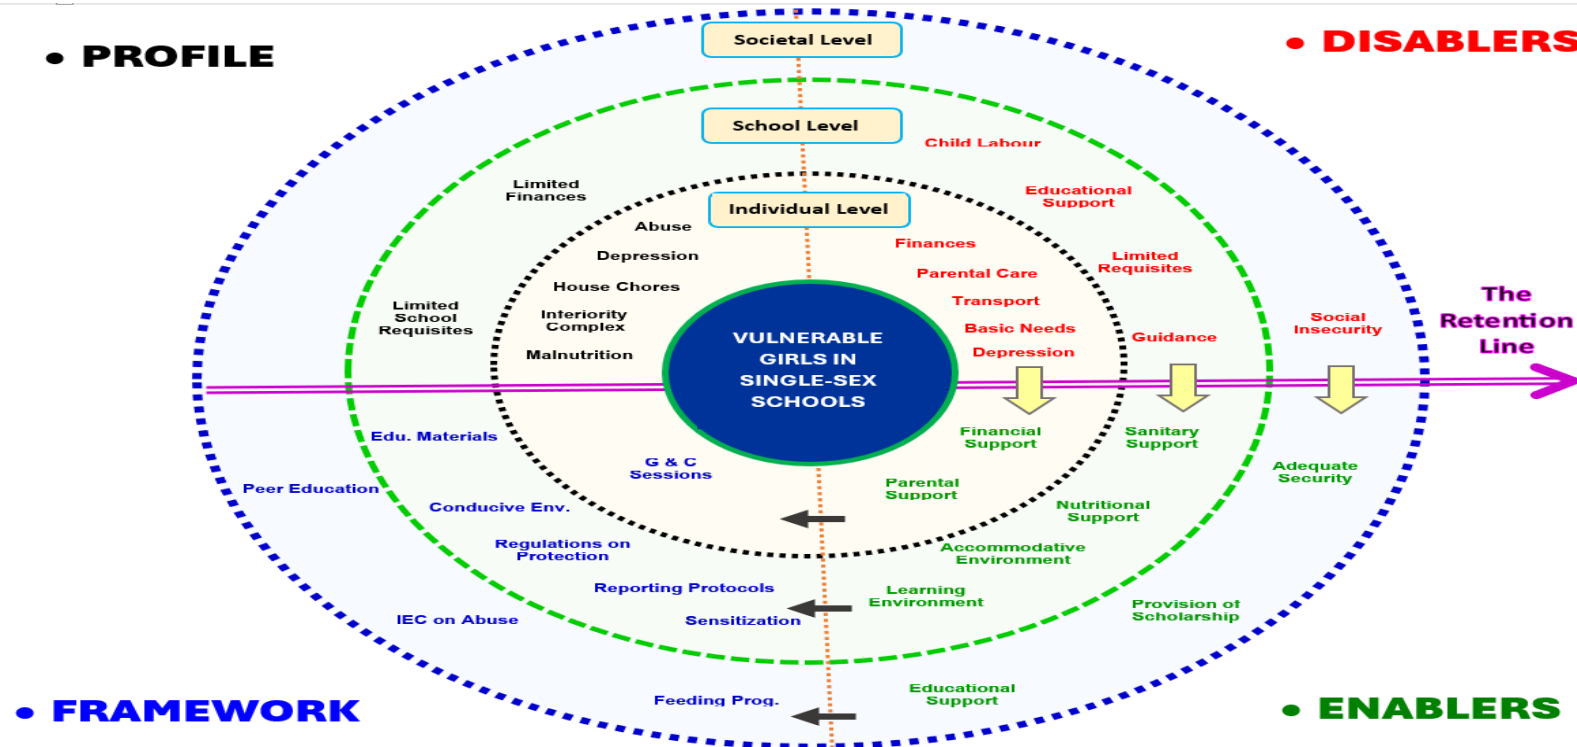 • PROFILE
• DISABLERS
Societal Level
School Level
Individual Level
Limited
Finances
Abuse
Depression
House Chores
Limited
School
Requisites
Interiority
Complex
Malnutrition
Child Labour
Educational
Support
Finances
Limited
Requisites
Parental Care
Transport
Basic Needs
Depression
Guidance
Social
Insecurity
The
Retention
Line
VULNERABLE
GIRLS IN
SINGLE-SEX
SCHOOLS
Edu. Materials
G & C
Sessions
Peer Education
Conducive Env.
Regulations on
Protection
Reporting Protocols
IEC on Abuse
Sensitization
Feeding Prog.
Financial
Support
Sanitary
Support
Adequate
Security
Parental
Support
Nutritional
Support
Accommodative
Environment
Learning
Environment
Provision of
Scholarship
Educational
Support
• FRAMEWORK
• ENABLERS